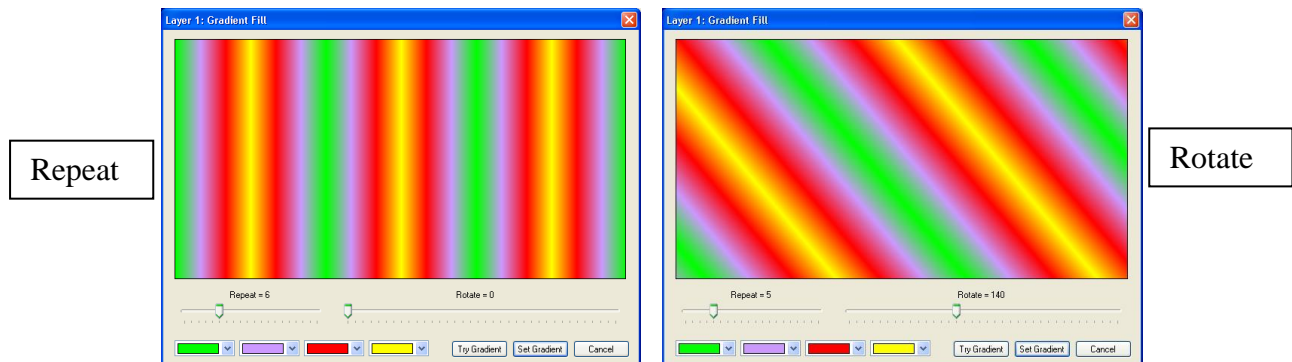 Repeat
Layer 1: Gradient Fill
Repeat = 6
Rotate = 0
Try Gradient
Set Gradient
Cancel
Layer 1: Gradient Fill
Repeat = 5
Rotate = 140
Try Gradient
Set Gradient
Cancel
Rotate